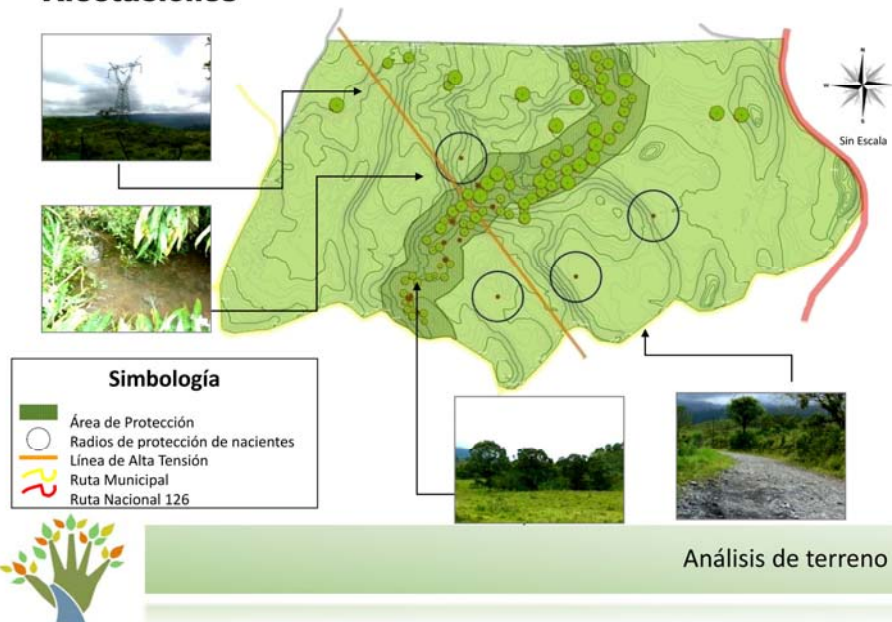 N
W
E
S
Sin Escala
Simbología
Área de Protección
Radios de protección de nacientes
Línea de Alta Tensión
Ruta Municipal
Ruta Nacional 126
Análisis de terreno